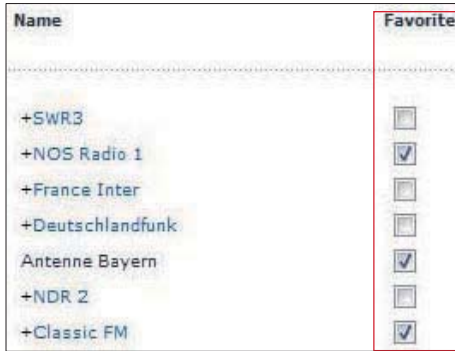 Name Favorite
+SWR3
+NOS Radio 1
+France Inter
+Deutschlandfunk
Antenne Bayern
+NDR 2
+Classic FM